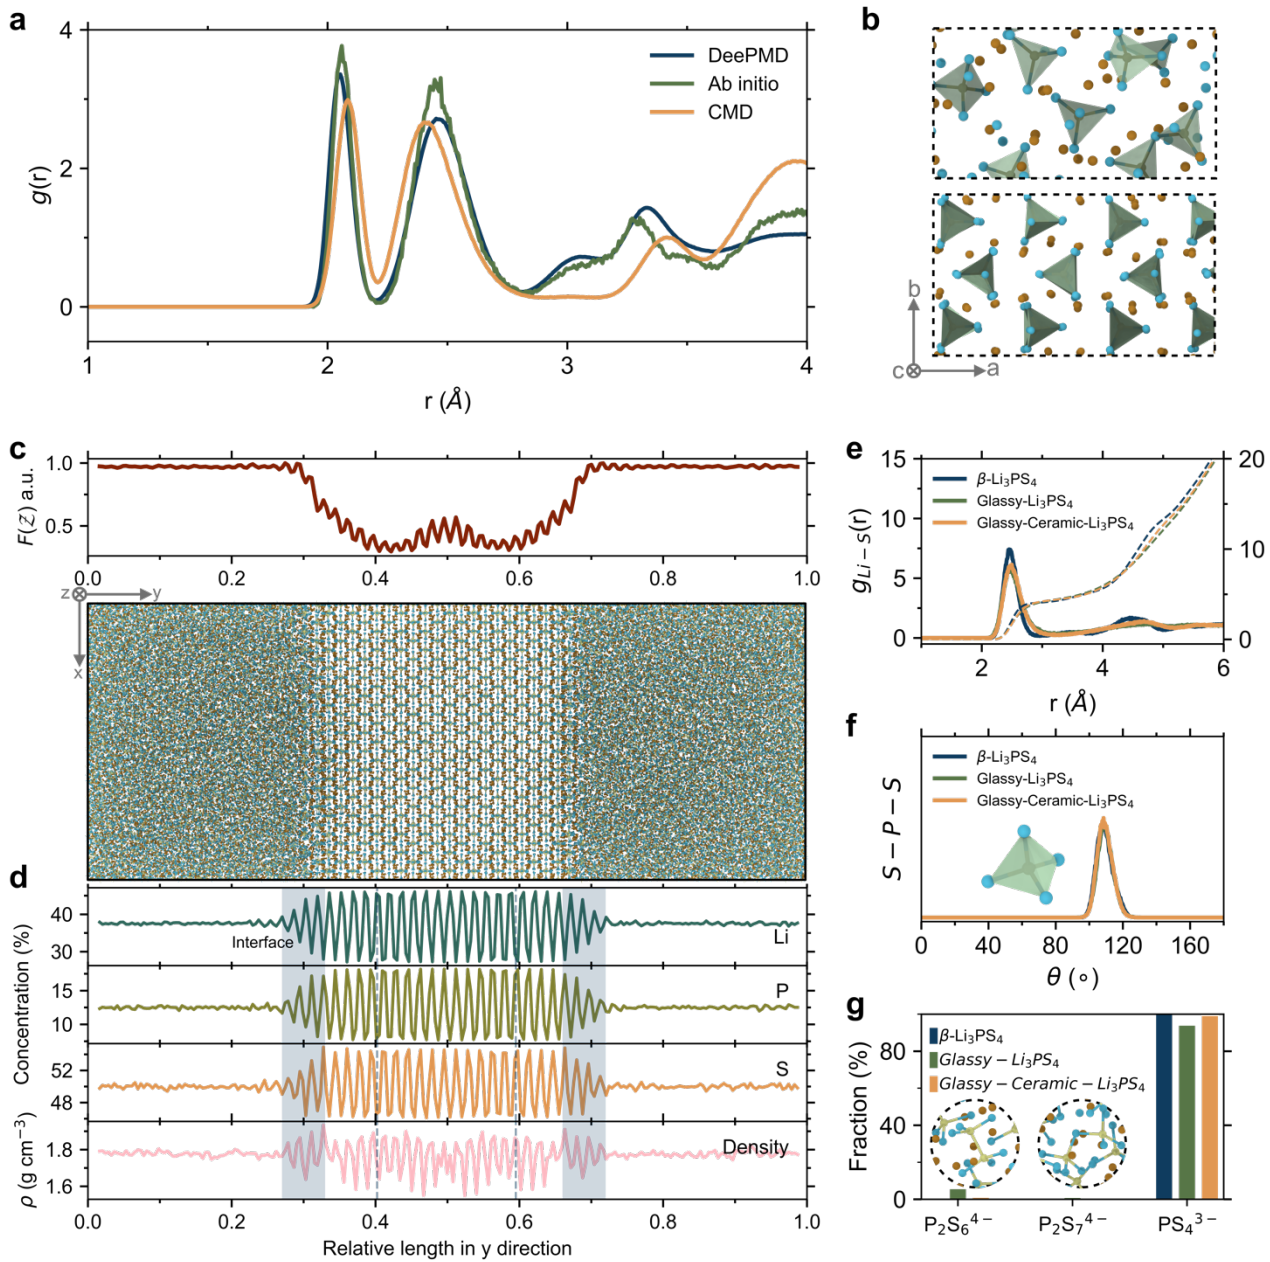 a
4
2
0
g(r)
DeePMD
Ab initio
CMD
1
2
3
4
r (Å)
b
b
c
a
c
1.0
0.5
F(Z) a.u.
0.0
0.2
0.4
0.6
0.8
1.0
z
y
x
d
Concentration (%)
40
30
Interface
Li
15
10
P
52
48
S
ρ (g cm⁻³)
1.8
1.6
Density
0.0
0.2
0.4
0.6
0.8
1.0
Relative length in y direction
e
15
10
5
0
g_{Li−S}(r)
β-Li₃PS₄
Glassy-Li₃PS₄
Glassy-Ceramic-Li₃PS₄
20
10
0
2
4
6
r (Å)
f
S − P − S
β-Li₃PS₄
Glassy-Li₃PS₄
Glassy-Ceramic-Li₃PS₄
0
40
80
120
160
θ (∘)
g
Fraction (%)
80
40
0
β-Li₃PS₄
Glassy − Li₃PS₄
Glassy − Ceramic − Li₃PS₄
P₂S₆⁴⁻
P₂S₇⁴⁻
PS₄³⁻